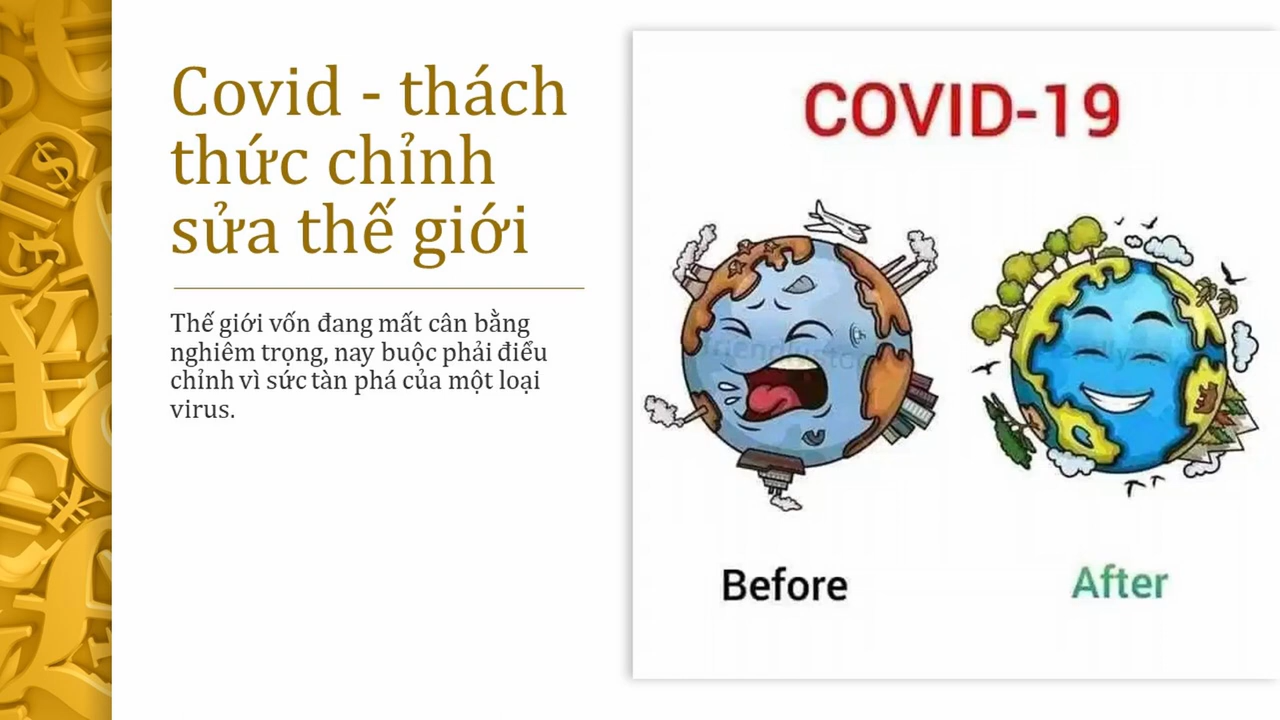 Covid - thách
thức chỉnh
sửa thế giới
Thế giới vốn đang mất cân bằng
nghiêm trọng, nay buộc phải điều
chỉnh vì sức tàn phá của một loại
virus.
COVID-19
Before
After